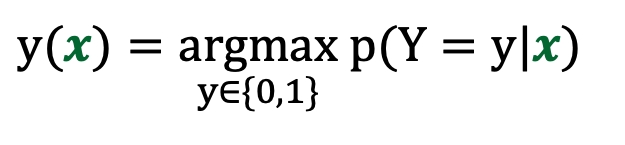 y(x) = argmax p(Y = y|x)
y∈{0,1}